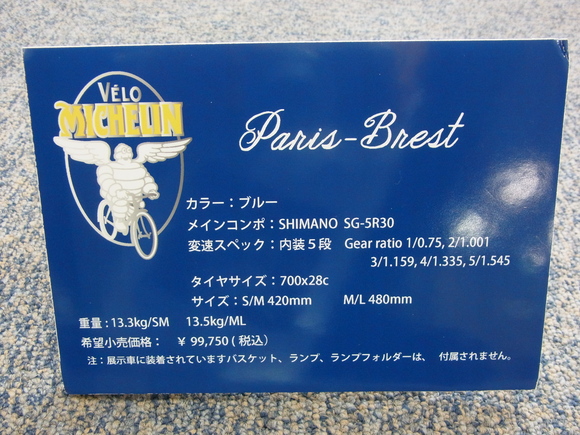 VÉLO
MICHELIN
Paris-Brest
カラー：ブルー
メインコンポ：SHIMANO SG-5R30
変速スペック：内装５段 Gear ratio 1/0.75, 2/1.001
3/1.159, 4/1.335, 5/1.545
タイヤサイズ：700x28c
サイズ：S/M 420mm M/L 480mm
重量：13.3kg/SM 13.5kg/ML
希望小売価格： ￥99,750 ( 税込）
注：展示車に装着されていますバスケット、ランプ、ランプフォルダーは、 付属されません。